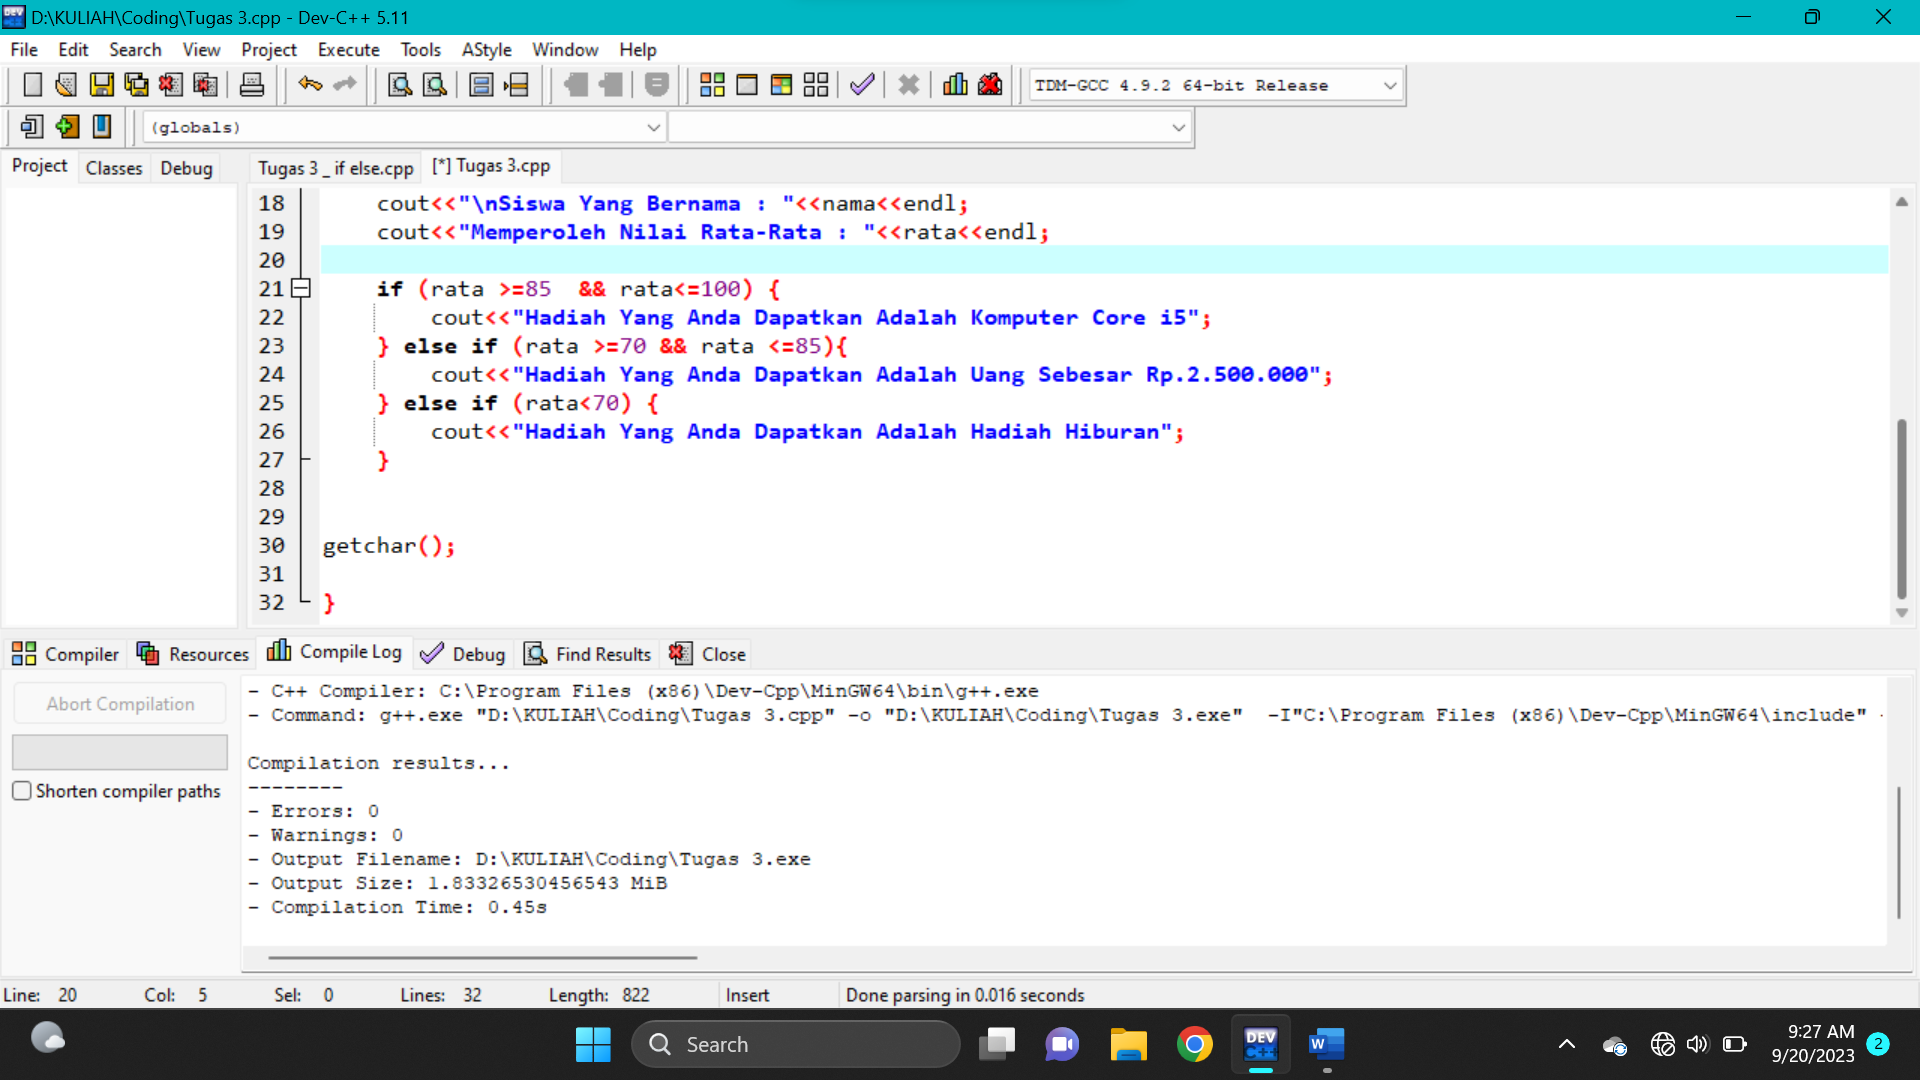 D:\KULIAH\Coding\Tugas 3.cpp - Dev-C++ 5.11
File Edit Search View Project Execute Tools AStyle Window Help
TDM-GCC 4.9.2 64-bit Release
(globals)
Project Classes Debug Tugas 3 _ if else.cpp [*] Tugas 3.cpp
18 cout<<"\nSiswa Yang Bernama : "<<nama<<endl;
19 cout<<"Memperoleh Nilai Rata-Rata : "<<rata<<endl;
20
21 if (rata >=85  && rata<=100) {
22 cout<<"Hadiah Yang Anda Dapatkan Adalah Komputer Core i5";
23 } else if (rata >=70 && rata <=85){
24 cout<<"Hadiah Yang Anda Dapatkan Adalah Uang Sebesar Rp.2.500.000";
25 } else if (rata<70) {
26 cout<<"Hadiah Yang Anda Dapatkan Adalah Hadiah Hiburan";
27 }
28
29
30 getchar();
31
32 }
Compiler Resources Compile Log Debug Find Results Close
Abort Compilation
Shorten compiler paths
- C++ Compiler: C:\Program Files (x86)\Dev-Cpp\MinGW64\bin\g++.exe
- Command: g++.exe "D:\KULIAH\Coding\Tugas 3.cpp" -o "D:\KULIAH\Coding\Tugas 3.exe"  -I"C:\Program Files (x86)\Dev-Cpp\MinGW64\include" -
Compilation results...
--------
- Errors: 0
- Warnings: 0
- Output Filename: D:\KULIAH\Coding\Tugas 3.exe
- Output Size: 1.83326530456543 MiB
- Compilation Time: 0.45s
Line: 20 Col: 5 Sel: 0 Lines: 32 Length: 822 Insert Done parsing in 0.016 seconds
Search
DEV C++
W
9:27 AM
9/20/2023
2